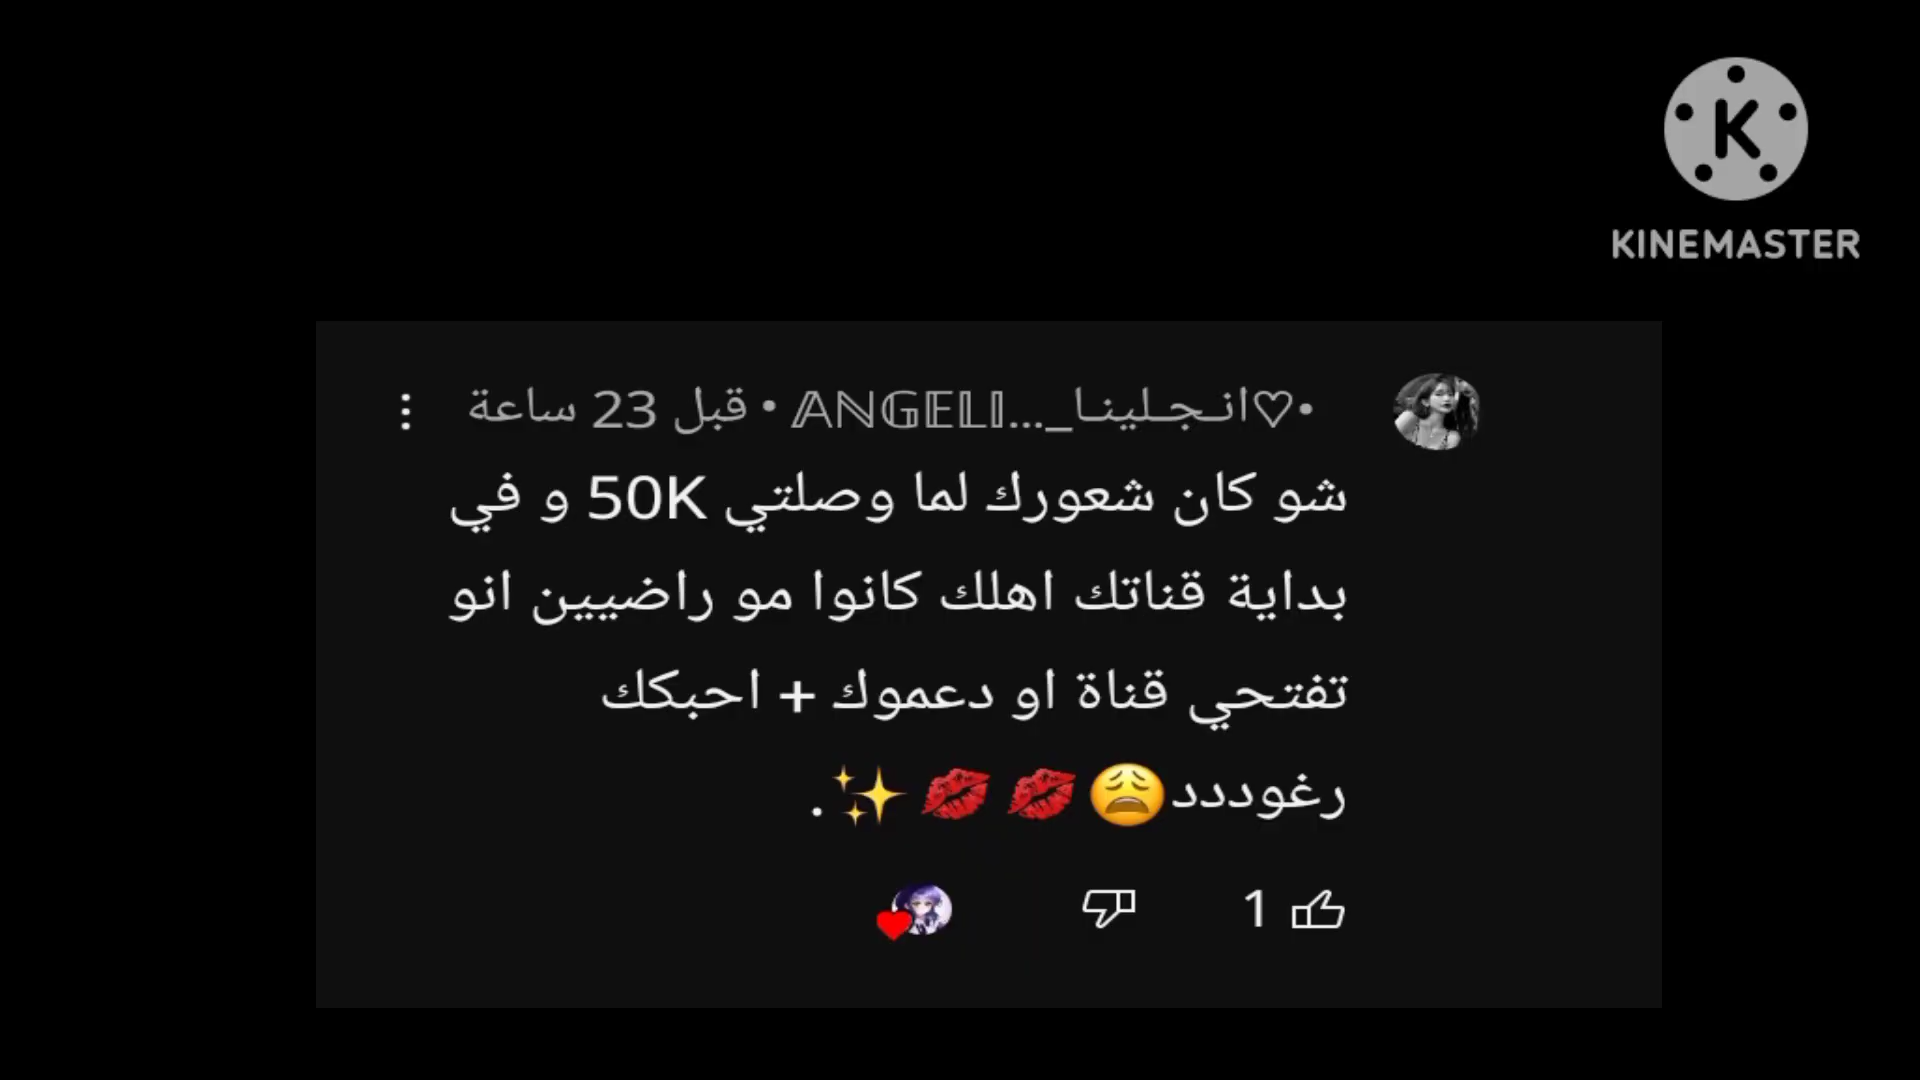 KINEMASTER
•♡انـجـلينـا_...𝔸ℕ𝔾𝔼𝕃𝕀 • قبل 23 ساعة
شو كان شعورك لما وصلتي 50K و في
بداية قناتك اهلك كانوا مو راضيين انو
تفتحي قناة او دعموك + احبكك
رغوددد😩💋💋✨.
1